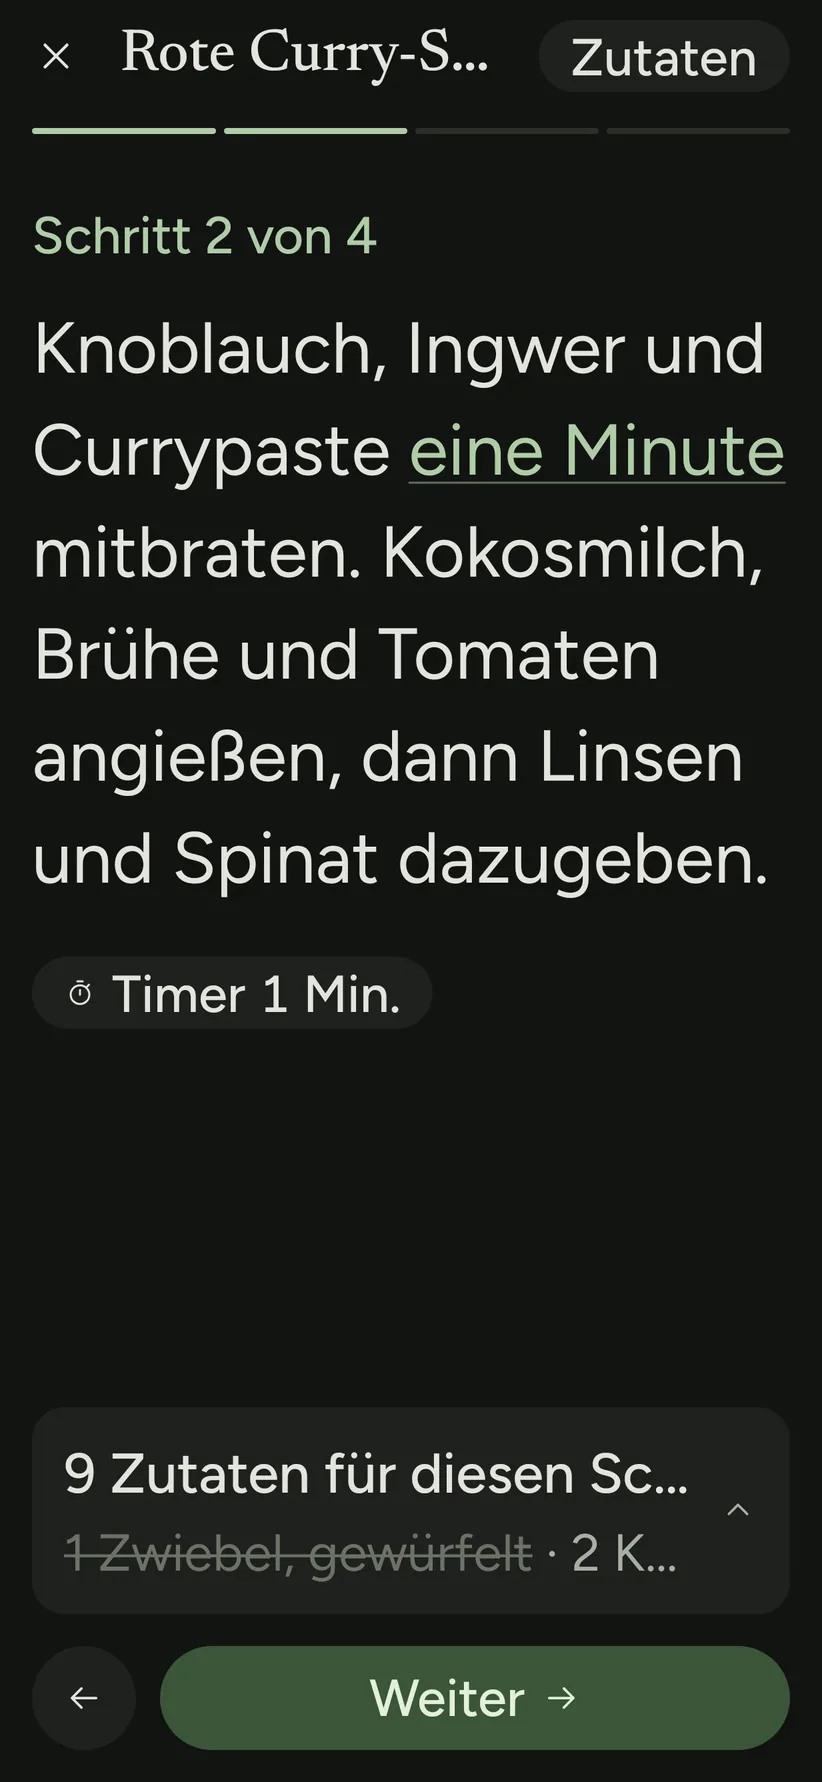 Rote Curry-S...
Zutaten
Schritt 2 von 4
Knoblauch, Ingwer und
Currypaste eine Minute
mitbraten. Kokosmilch,
Brühe und Tomaten
angießen, dann Linsen
und Spinat dazugeben.
Timer 1 Min.
9 Zutaten für diesen Sc...
1 Zwiebel, gewürfelt · 2 K...
Weiter →